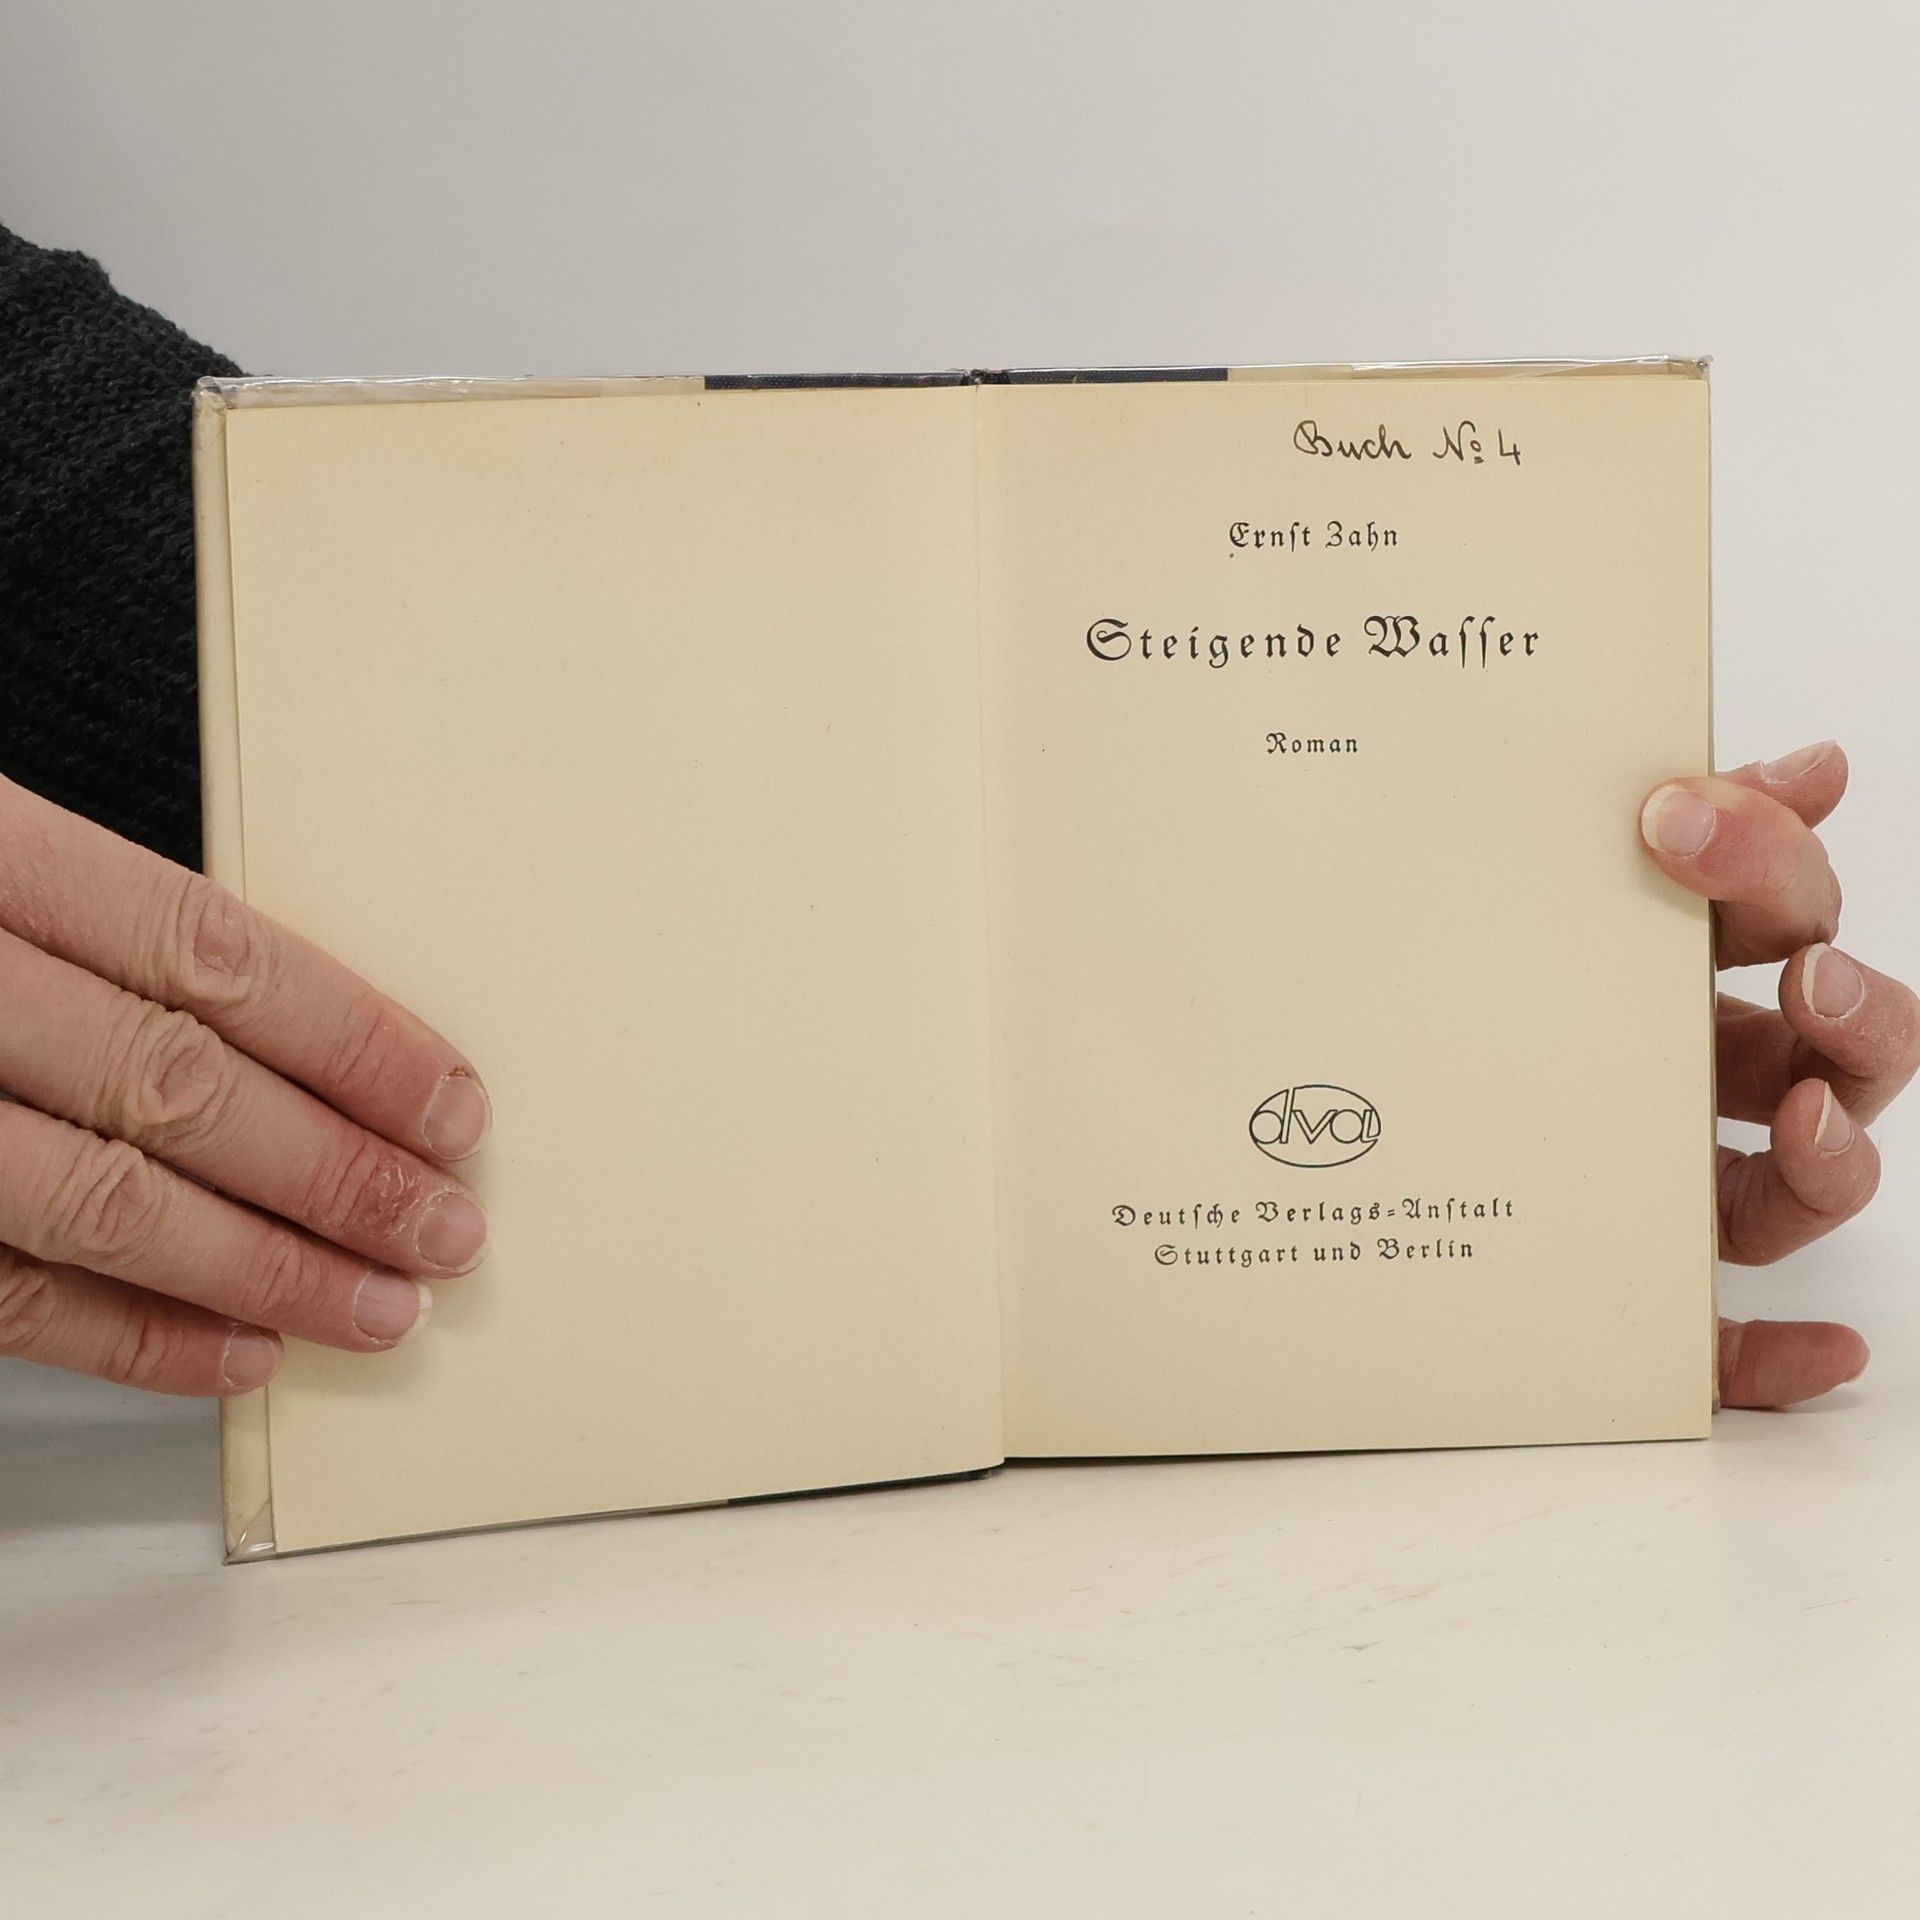 Buch № 4
Ernſt Zahn
Steigende Waſſer
Roman
dva
Deutſche Verlags-Anſtalt
Stuttgart und Berlin